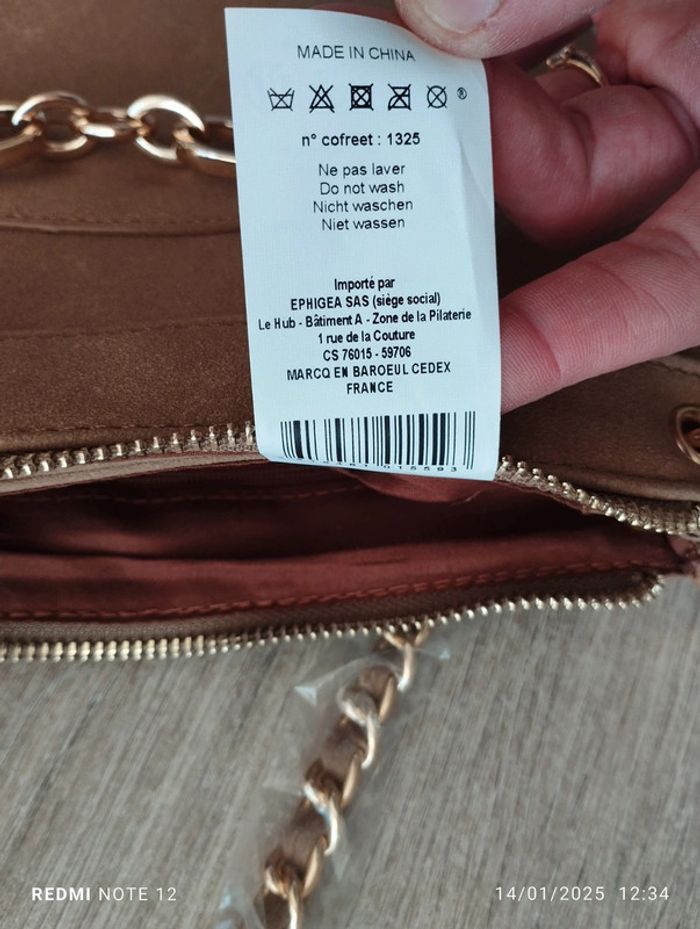 MADE IN CHINA
®
n° cofreet : 1325
Ne pas laver
Do not wash
Nicht waschen
Niet wassen
Importé par
EPHIGEA SAS (siège social)
Le Hub - Bâtiment A - Zone de la Pilaterie
1 rue de la Couture
CS 76015 - 59706
MARCQ EN BAROEUL CEDEX
FRANCE
REDMI NOTE 12
14/01/2025 12:34